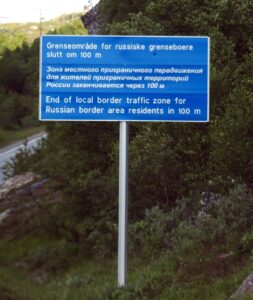 Grenseområde for russiske grenseboere
slutt om 100 m
Зона местного приграничного передвижения
для жителей приграничных территорий
России заканчивается через 100 м
End of local border traffic zone for
Russian border area residents in 100 m